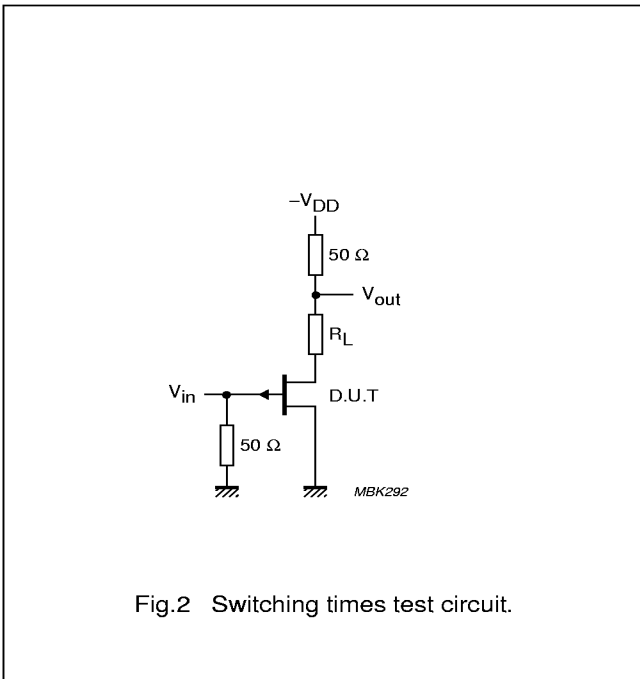 –VDD
50 Ω
Vout
RL
Vin
D.U.T
50 Ω
MBK292
Fig.2 Switching times test circuit.